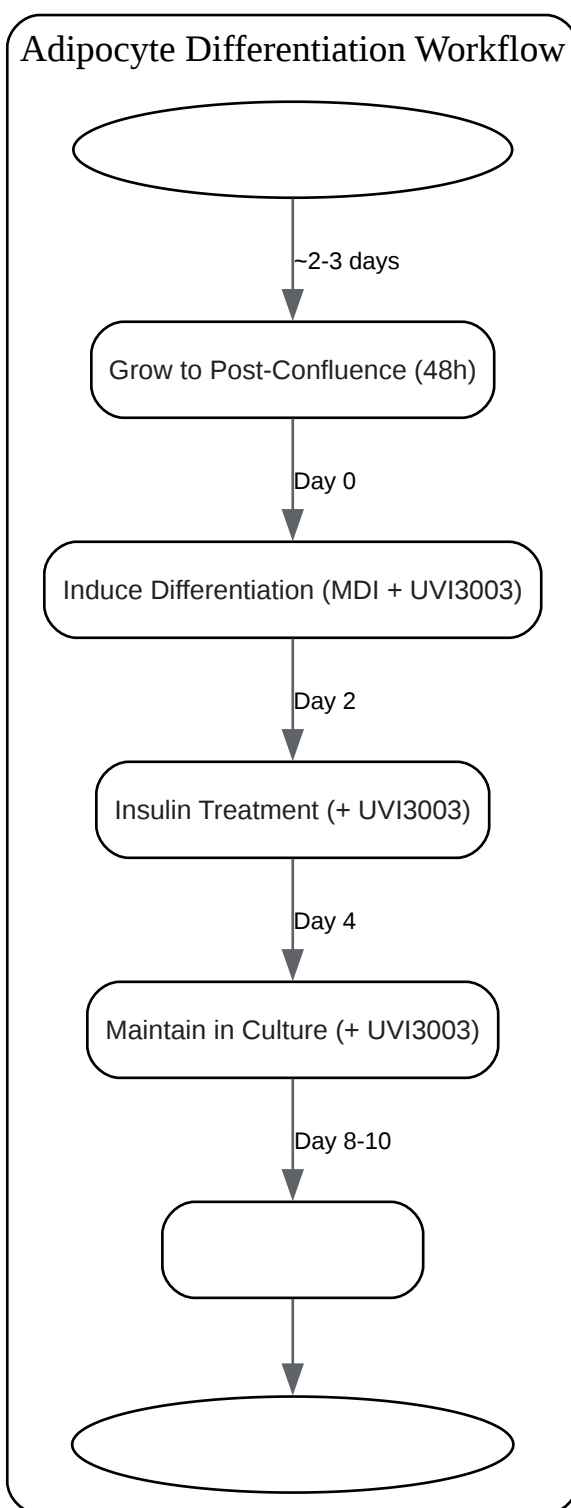 Adipocyte Differentiation Workflow
~2-3 days
Grow to Post-Confluence (48h)
Day 0
Induce Differentiation (MDI + UVI3003)
Day 2
Insulin Treatment (+ UVI3003)
Day 4
Maintain in Culture (+ UVI3003)
Day 8-10